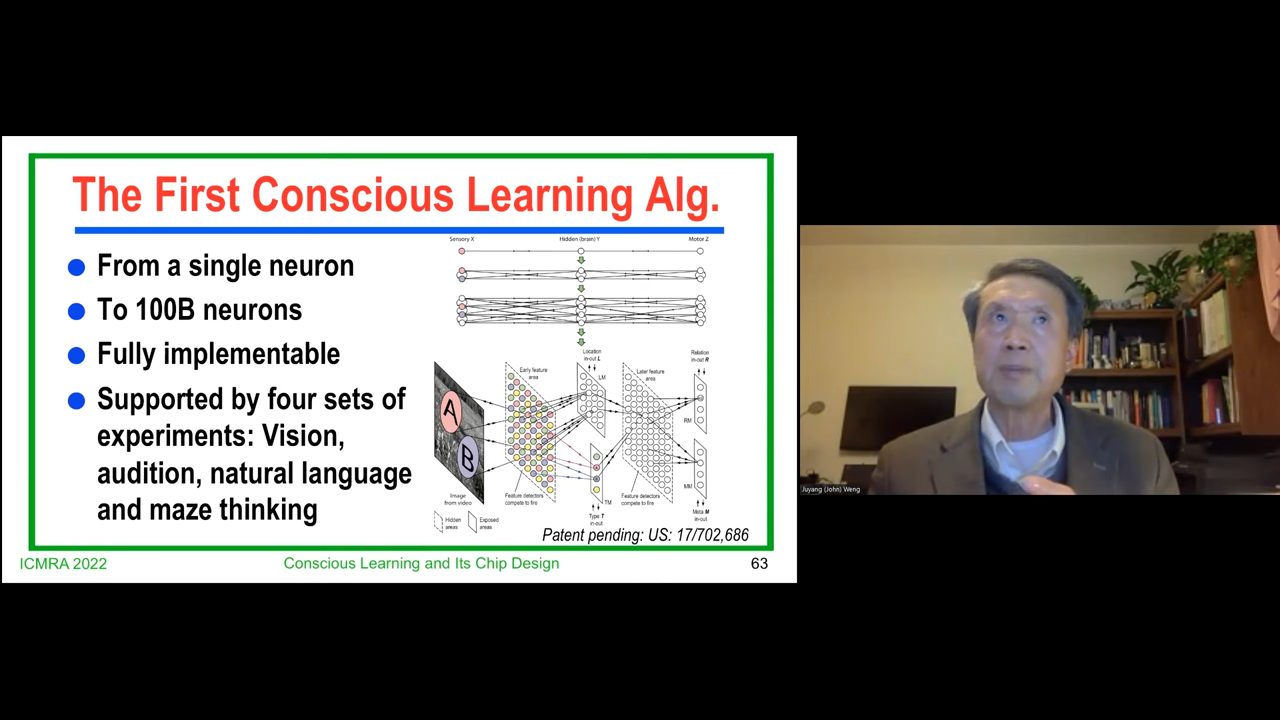 The First Conscious Learning Alg.
From a single neuron
To 100B neurons
Fully implementable
Supported by four sets of
experiments: Vision,
audition, natural language
and maze thinking
Sensory X
Hidden (brain) Y
Motor Z
Location
in-out L
Relation
in-out R
Early feature
area
LM
Later feature
area
A
B
RM
Image
from video
Feature detectors
compete to fire
TM
Feature detectors
compete to fire
MM
Type T
in-out
Meta M
in-out
Hidden
areas
Exposed
areas
Patent pending: US: 17/702,686
ICMRA 2022
Conscious Learning and Its Chip Design
63
Juyang (John) Weng